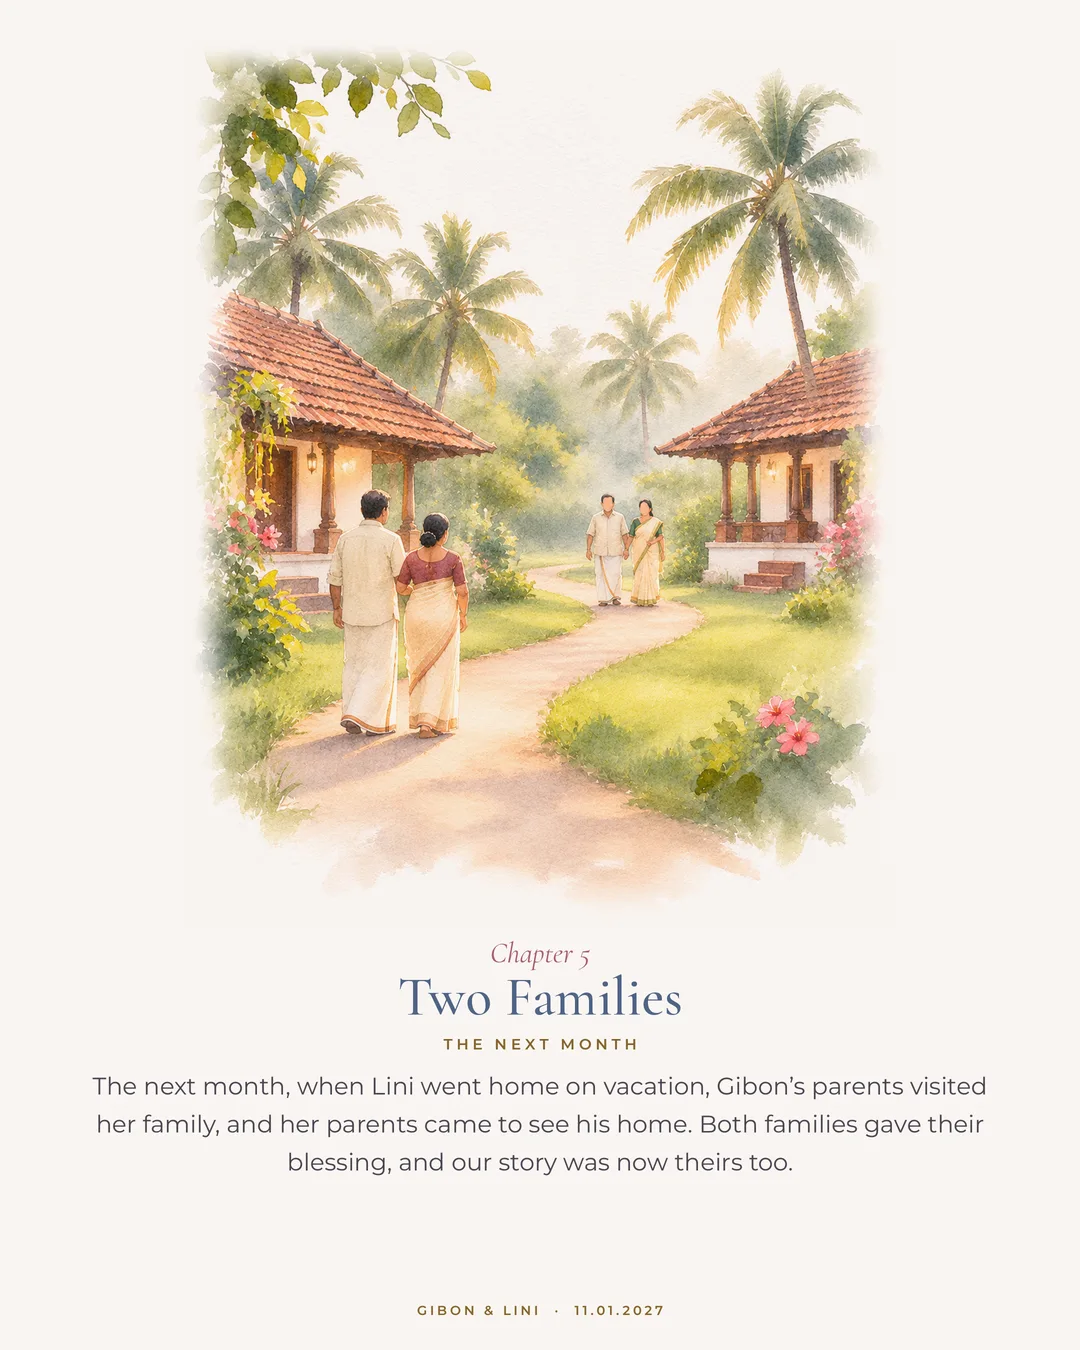 Chapter 5
Two Families
THE NEXT MONTH
The next month, when Lini went home on vacation, Gibon’s parents visited
her family, and her parents came to see his home. Both families gave their
blessing, and our story was now theirs too.
GIBON & LINI · 11.01.2027